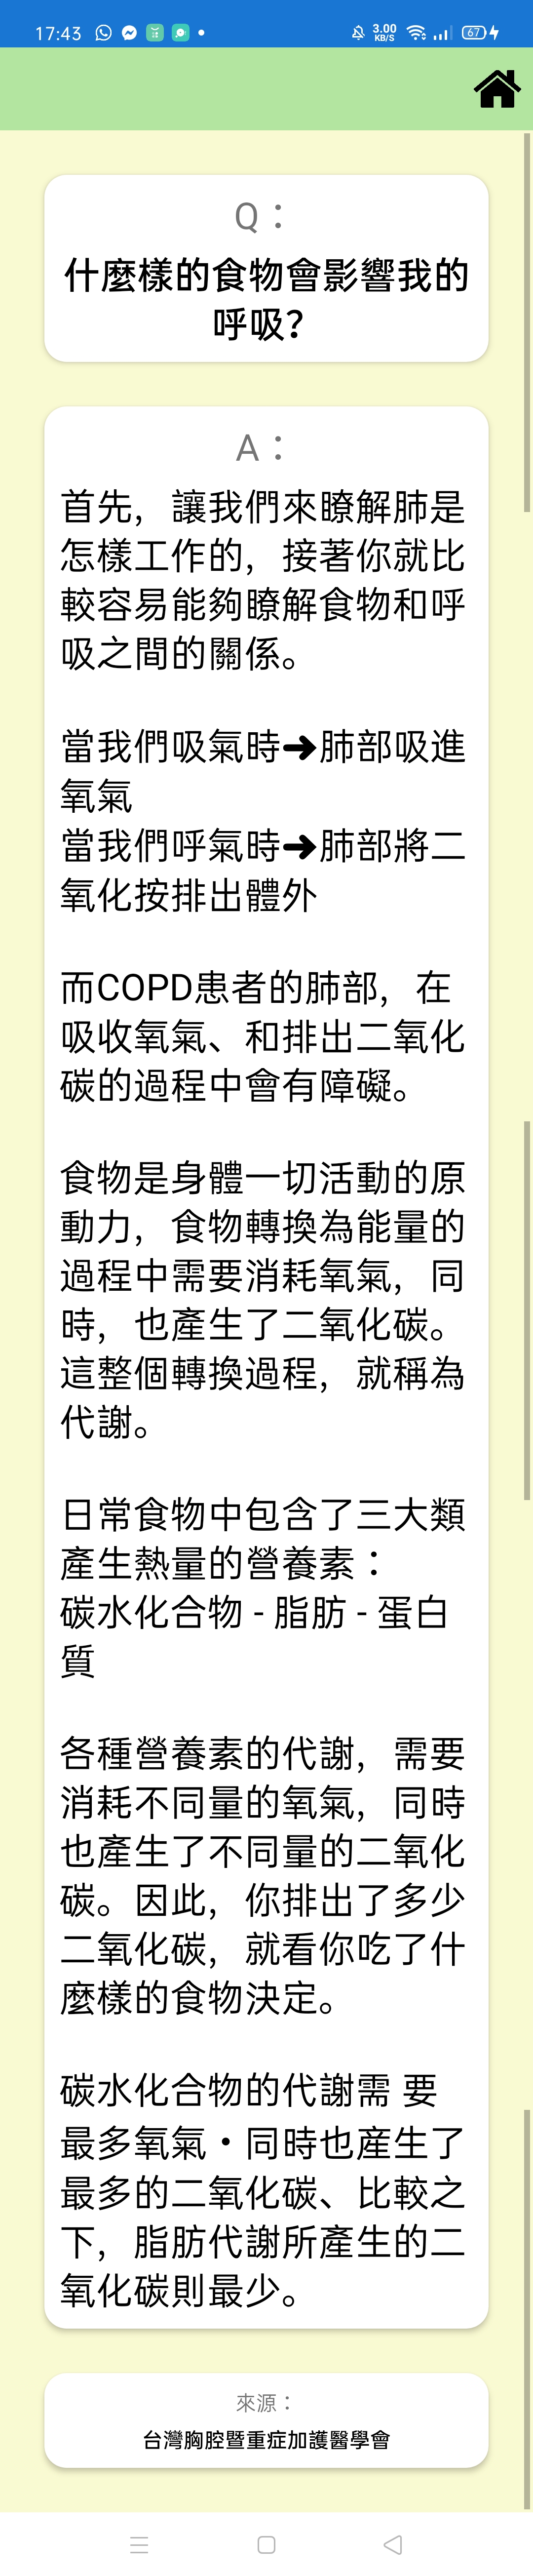 17:43
3.00
KB/S
67
Q：
什麼樣的食物會影響我的
呼吸?
A：
首先，讓我們來瞭解肺是
怎樣工作的，接著你就比
較容易能夠瞭解食物和呼
吸之間的關係。
當我們吸氣時➜肺部吸進
氧氣
當我們呼氣時➜肺部將二
氧化按排出體外
而COPD患者的肺部，在
吸收氧氣、和排出二氧化
碳的過程中會有障礙。
食物是身體一切活動的原
動力，食物轉換為能量的
過程中需要消耗氧氣，同
時，也產生了二氧化碳。
這整個轉換過程，就稱為
代謝。
日常食物中包含了三大類
產生熱量的營養素：
碳水化合物 - 脂肪 - 蛋白
質
各種營養素的代謝，需要
消耗不同量的氧氣，同時
也產生了不同量的二氧化
碳。因此，你排出了多少
二氧化碳，就看你吃了什
麼樣的食物決定。
碳水化合物的代謝需 要
最多氧氣・同時也産生了
最多的二氧化碳、比較之
下，脂肪代謝所產生的二
氧化碳則最少。
來源：
台灣胸腔暨重症加護醫學會